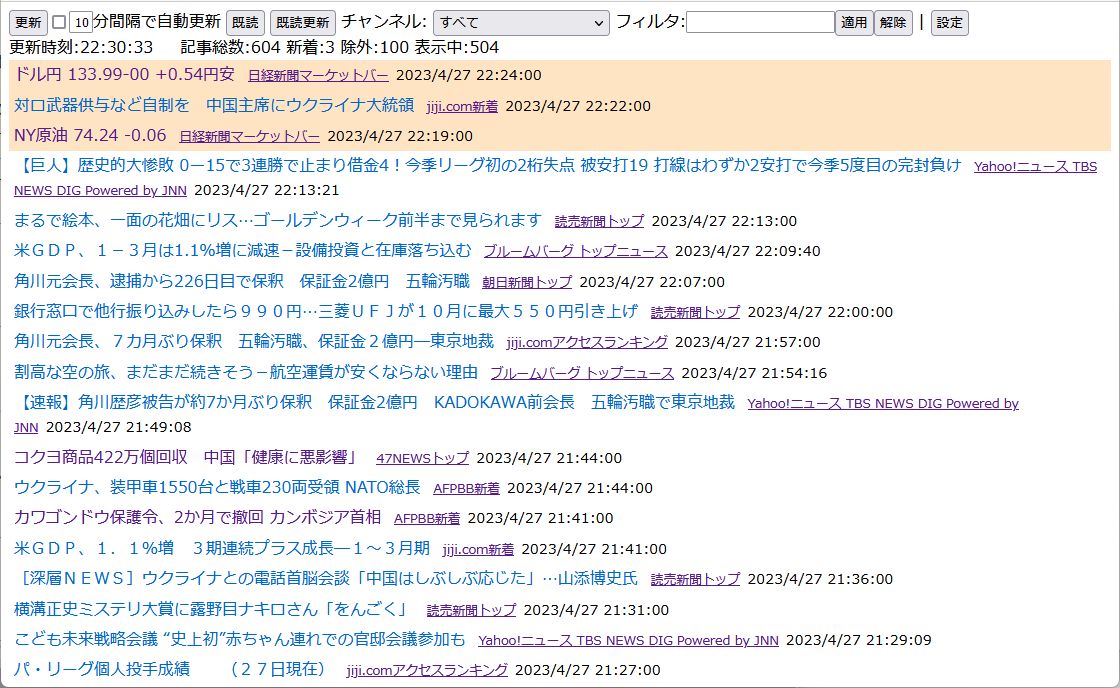 更新 10分間隔で自動更新 既読 既読更新 チャンネル: すべて フィルタ: 適用 解除 | 設定
更新時刻:22:30:33 記事総数:604 新着:3 除外:100 表示中:504
ドル円 133.99-00 +0.54円安 日経新聞マーケットバー 2023/4/27 22:24:00
対ロ武器供与など自制を　中国主席にウクライナ大統領 jiji.com新着 2023/4/27 22:22:00
NY原油 74.24 -0.06 日経新聞マーケットバー 2023/4/27 22:19:00
【巨人】歴史的大惨敗 0－15で3連勝で止まり借金4！今季リーグ初の2桁失点 被安打19 打線はわずか2安打で今季5度目の完封負け Yahoo!ニュース TBS
NEWS DIG Powered by JNN 2023/4/27 22:13:21
まるで絵本、一面の花畑にリス…ゴールデンウィーク前半まで見られます 読売新聞トップ 2023/4/27 22:13:00
米ＧＤＰ、１－３月は1.1%増に減速－設備投資と在庫落ち込む ブルームバーグ トップニュース 2023/4/27 22:09:40
角川元会長、逮捕から226日目で保釈　保証金2億円　五輪汚職 朝日新聞トップ 2023/4/27 22:07:00
銀行窓口で他行振り込みしたら９９０円…三菱ＵＦＪが１０月に最大５５０円引き上げ 読売新聞トップ 2023/4/27 22:00:00
角川元会長、７カ月ぶり保釈　五輪汚職、保証金２億円―東京地裁 jiji.comアクセスランキング 2023/4/27 21:57:00
割高な空の旅、まだまだ続きそう－航空運賃が安くならない理由 ブルームバーグ トップニュース 2023/4/27 21:54:16
【速報】角川歴彦被告が約7か月ぶり保釈　保証金2億円　KADOKAWA前会長　五輪汚職で東京地裁 Yahoo!ニュース TBS NEWS DIG Powered by
JNN 2023/4/27 21:49:08
コクヨ商品422万個回収　中国「健康に悪影響」 47NEWSトップ 2023/4/27 21:44:00
ウクライナ、装甲車1550台と戦車230両受領 NATO総長 AFPBB新着 2023/4/27 21:44:00
カワゴンドウ保護令、2か月で撤回 カンボジア首相 AFPBB新着 2023/4/27 21:41:00
米ＧＤＰ、１．１%増　３期連続プラス成長―１～３月期 jiji.com新着 2023/4/27 21:41:00
［深層ＮＥＷＳ］ウクライナとの電話首脳会談「中国はしぶしぶ応じた」…山添博史氏 読売新聞トップ 2023/4/27 21:36:00
横溝正史ミステリ大賞に露野目ナキロさん「をんごく」 読売新聞トップ 2023/4/27 21:31:00
こども未来戦略会議 “史上初”赤ちゃん連れでの官邸会議参加も Yahoo!ニュース TBS NEWS DIG Powered by JNN 2023/4/27 21:29:09
パ・リーグ個人投手成績　　（２７日現在） jiji.comアクセスランキング 2023/4/27 21:27:00